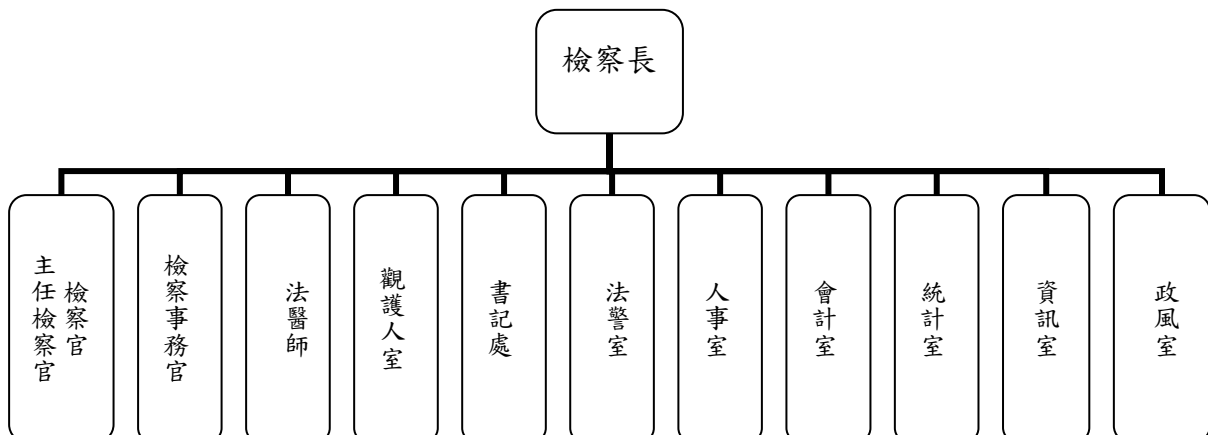 檢察長
主任檢察官
檢察官
檢察事務官
法醫師
觀護人室
書記處
法警室
人事室
會計室
統計室
資訊室
政風室